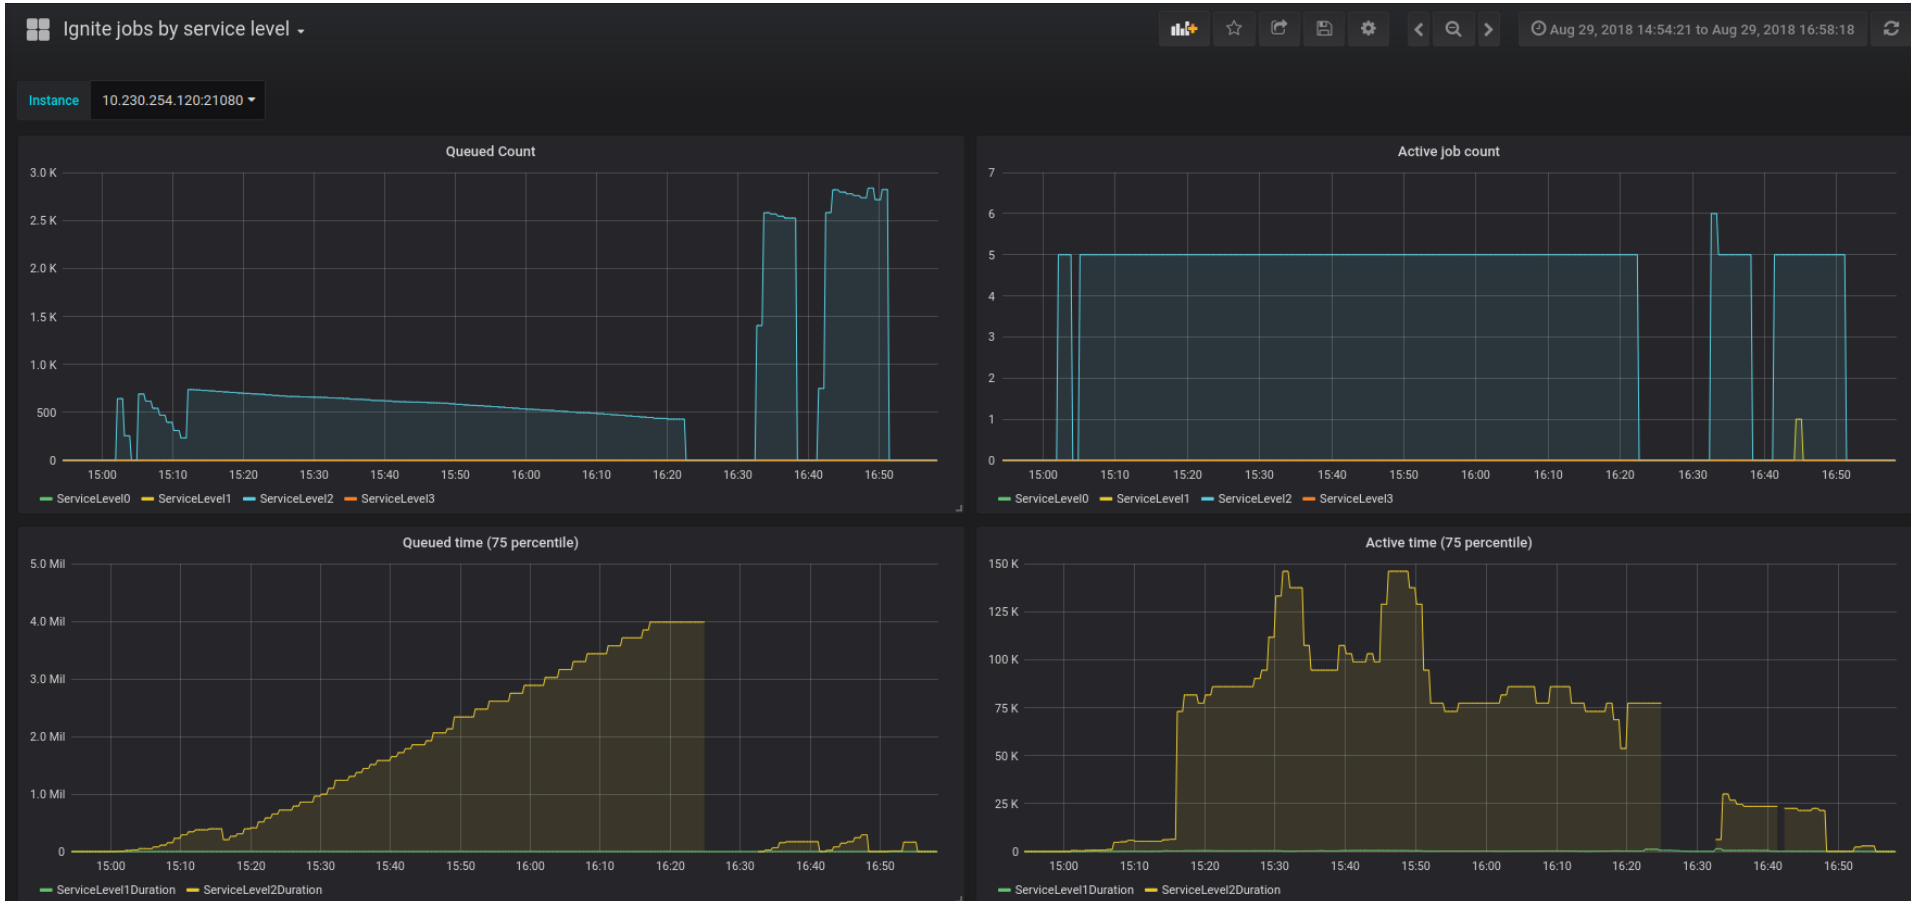 Ignite jobs by service level
Aug 29, 2018 14:54:21 to Aug 29, 2018 16:58:18
Instance 10.230.254.120:21080
Queued Count
3.0 K
2.5 K
2.0 K
1.5 K
1.0 K
500
0
15:00 15:10 15:20 15:30 15:40 15:50 16:00 16:10 16:20 16:30 16:40 16:50
ServiceLevel0 ServiceLevel1 ServiceLevel2 ServiceLevel3
Active job count
7
6
5
4
3
2
1
0
15:00 15:10 15:20 15:30 15:40 15:50 16:00 16:10 16:20 16:30 16:40 16:50
ServiceLevel0 ServiceLevel1 ServiceLevel2 ServiceLevel3
Queued time (75 percentile)
5.0 Mil
4.0 Mil
3.0 Mil
2.0 Mil
1.0 Mil
0
15:00 15:10 15:20 15:30 15:40 15:50 16:00 16:10 16:20 16:30 16:40 16:50
ServiceLevel1Duration ServiceLevel2Duration
Active time (75 percentile)
150 K
125 K
100 K
75 K
50 K
25 K
0
15:00 15:10 15:20 15:30 15:40 15:50 16:00 16:10 16:20 16:30 16:40 16:50
ServiceLevel1Duration ServiceLevel2Duration